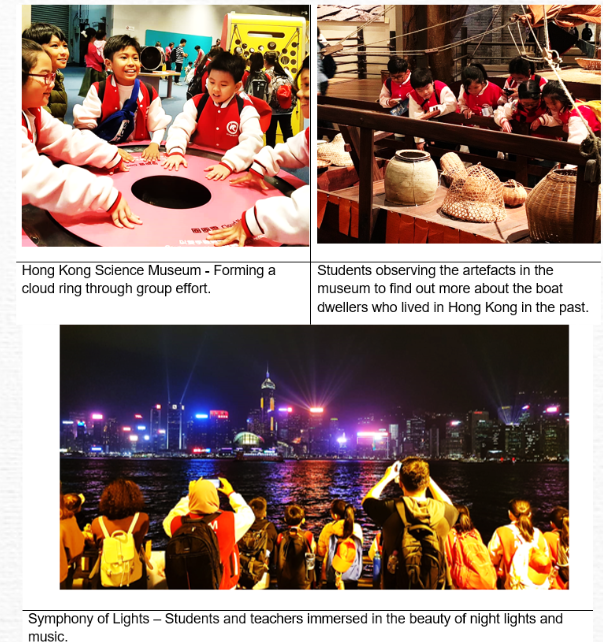 Hong Kong Science Museum - Forming a
cloud ring through group effort.
Students observing the artefacts in the
museum to find out more about the boat
dwellers who lived in Hong Kong in the past.
Symphony of Lights – Students and teachers immersed in the beauty of night lights and
music.